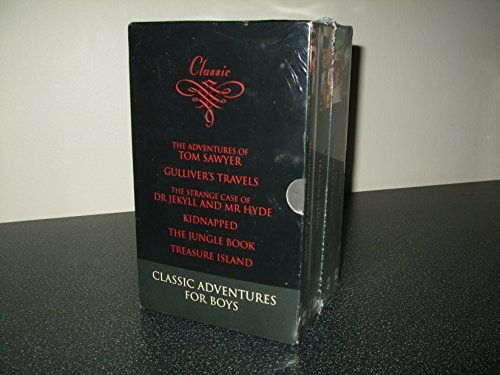 Classic
THE ADVENTURES OF
TOM SAWYER
GULLIVER'S TRAVELS
THE STRANGE CASE OF
DR JEKYLL AND MR HYDE
KIDNAPPED
THE JUNGLE BOOK
TREASURE ISLAND
CLASSIC ADVENTURES
FOR BOYS